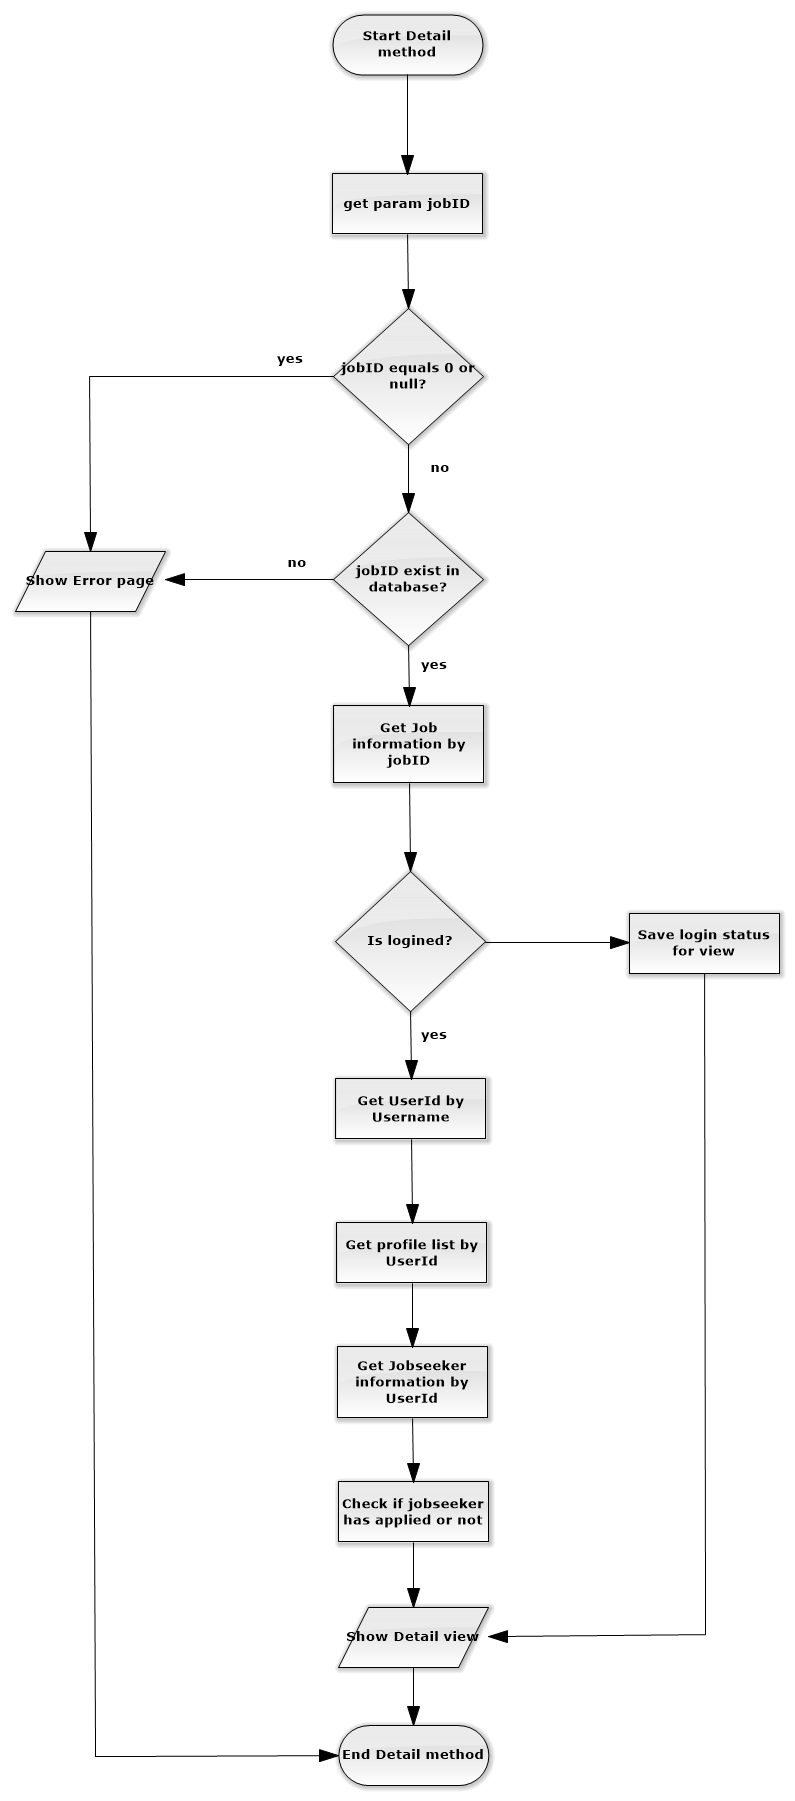 Start Detail
method
get param jobID
yes
jobID equals 0 or
null?
no
no
jobID exist in
database?
Show Error page
yes
Get Job
information by
jobID
Is logined?
Save login status
for view
yes
Get UserId by
Username
Get profile list by
UserId
Get Jobseeker
information by
UserId
Check if jobseeker
has applied or not
Show Detail view
End Detail method